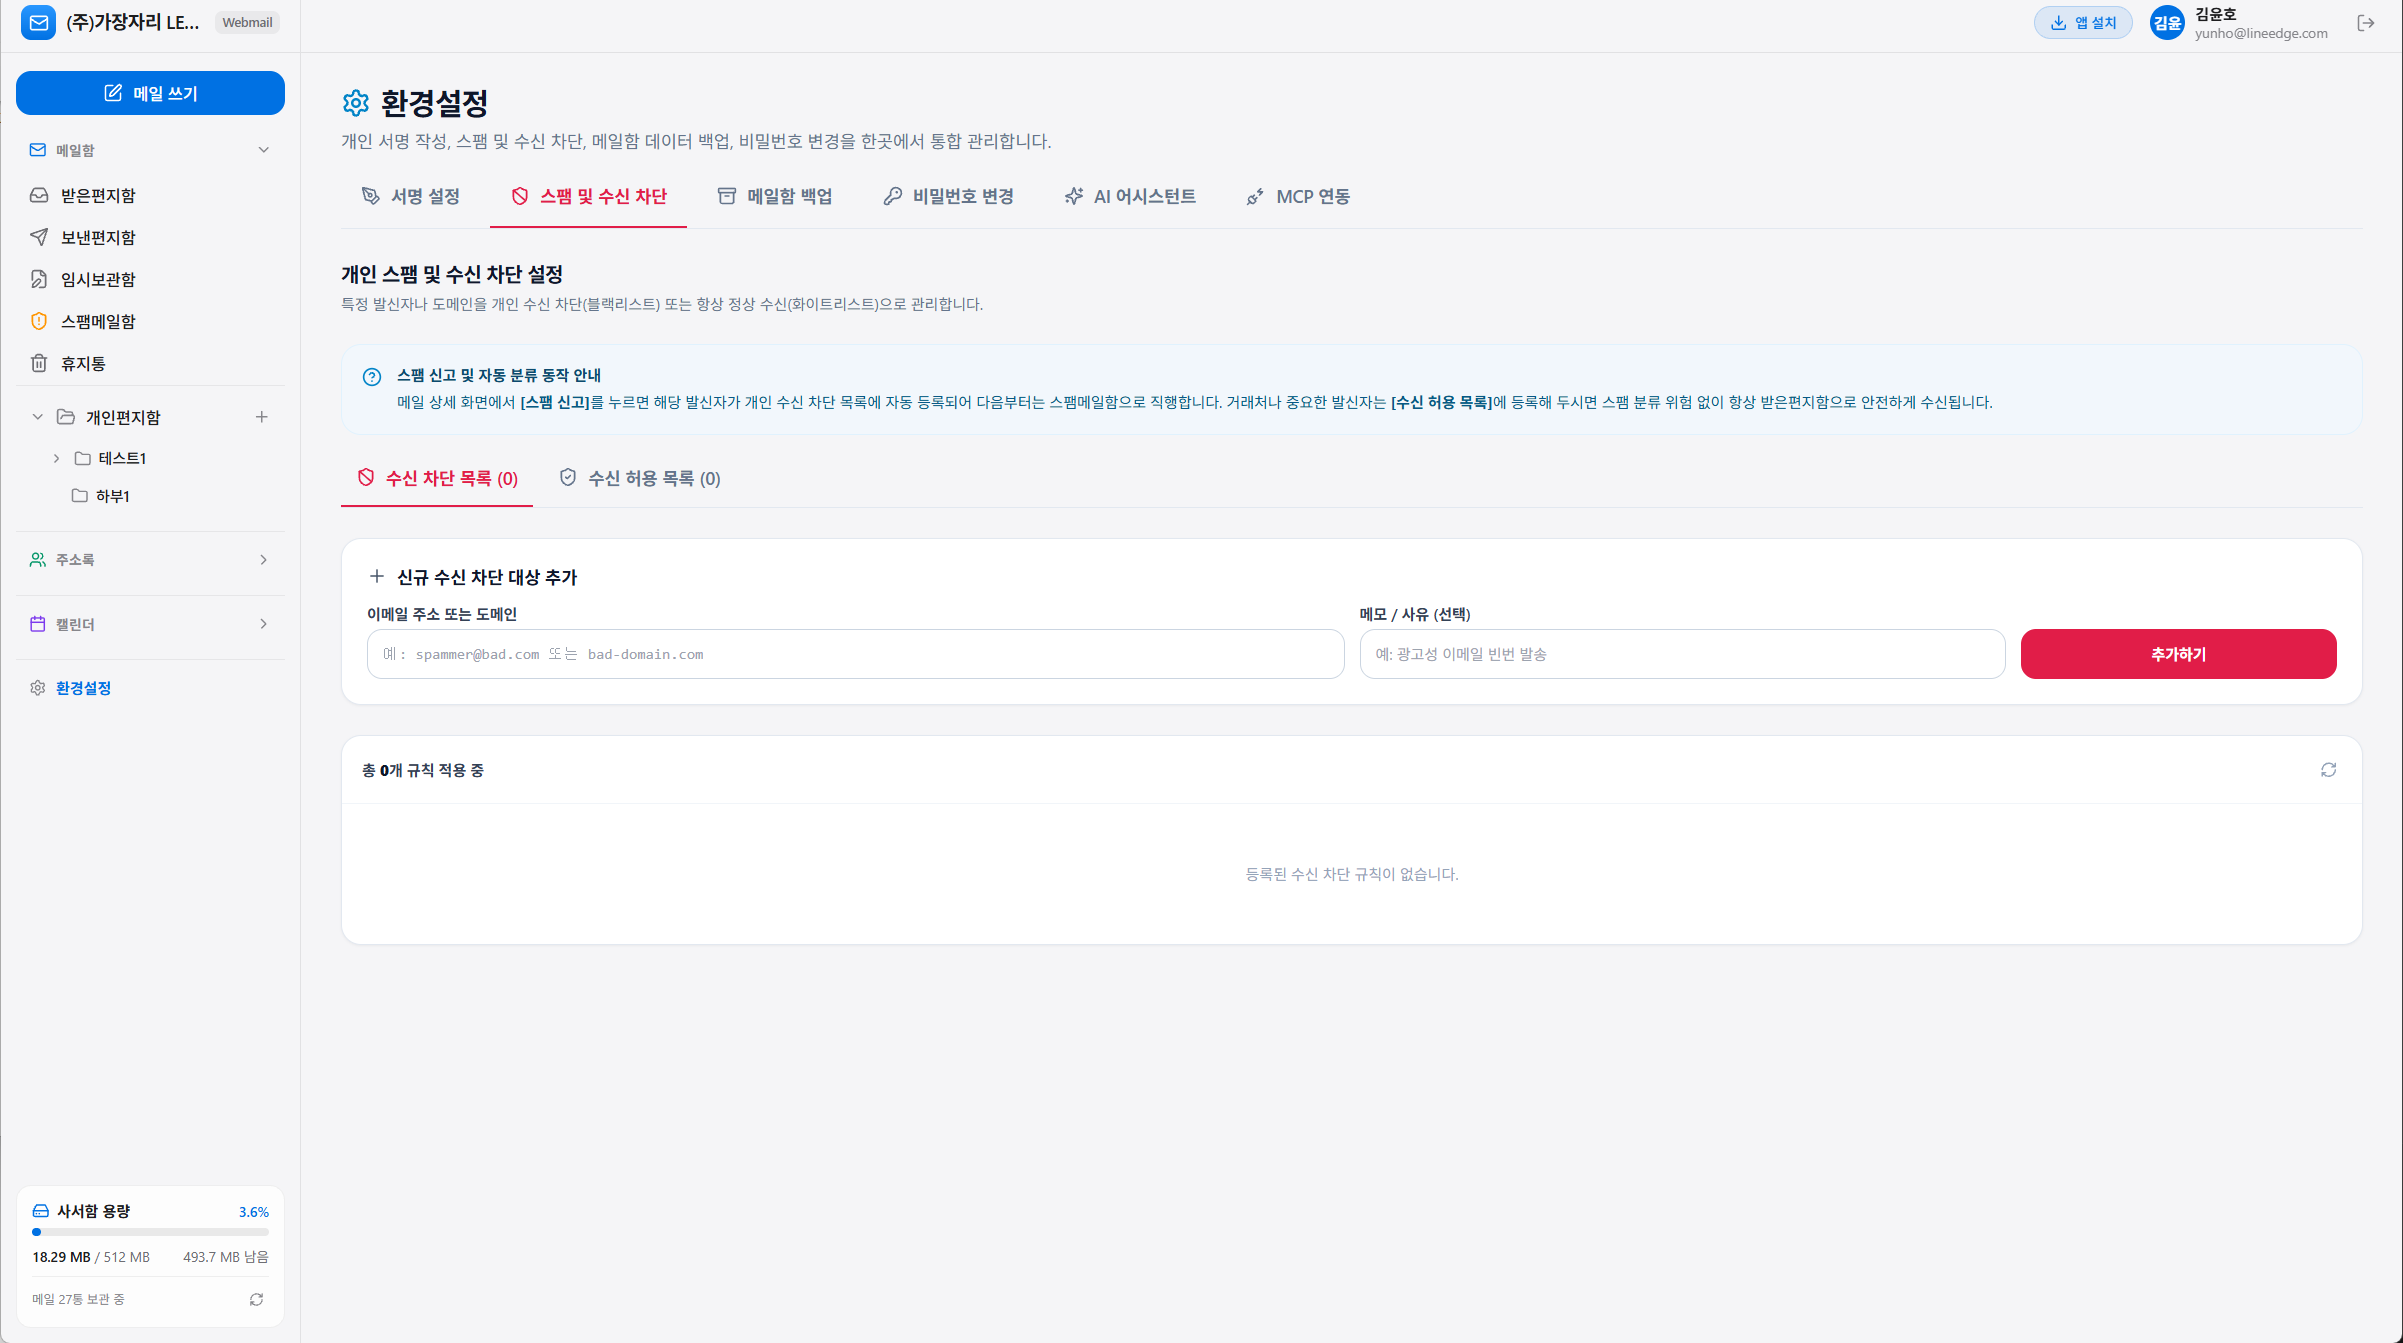 (주)가장자리 LE...
Webmail
앱 설치
김윤
김윤호
yunho@lineedge.com
메일 쓰기
메일함
받은편지함
보낸편지함
임시보관함
스팸메일함
휴지통
개인편지함
테스트1
하부1
주소록
캘린더
환경설정
사서함 용량
3.6%
18.29 MB / 512 MB
493.7 MB 남음
메일 27통 보관 중
환경설정
개인 서명 작성, 스팸 및 수신 차단, 메일함 데이터 백업, 비밀번호 변경을 한곳에서 통합 관리합니다.
서명 설정
스팸 및 수신 차단
메일함 백업
비밀번호 변경
AI 어시스턴트
MCP 연동
개인 스팸 및 수신 차단 설정
특정 발신자나 도메인을 개인 수신 차단(블랙리스트) 또는 항상 정상 수신(화이트리스트)으로 관리합니다.
스팸 신고 및 자동 분류 동작 안내
메일 상세 화면에서 [스팸 신고]를 누르면 해당 발신자가 개인 수신 차단 목록에 자동 등록되어 다음부터는 스팸메일함으로 직행합니다. 거래처나 중요한 발신자는 [수신 허용 목록]에 등록해 두시면 스팸 분류 위험 없이 항상 받은편지함으로 안전하게 수신됩니다.
수신 차단 목록 (0)
수신 허용 목록 (0)
신규 수신 차단 대상 추가
이메일 주소 또는 도메인
메모 / 사유 (선택)
예: spammer@bad.com 또는 bad-domain.com
예: 광고성 이메일 빈번 발송
추가하기
총 0개 규칙 적용 중
등록된 수신 차단 규칙이 없습니다.